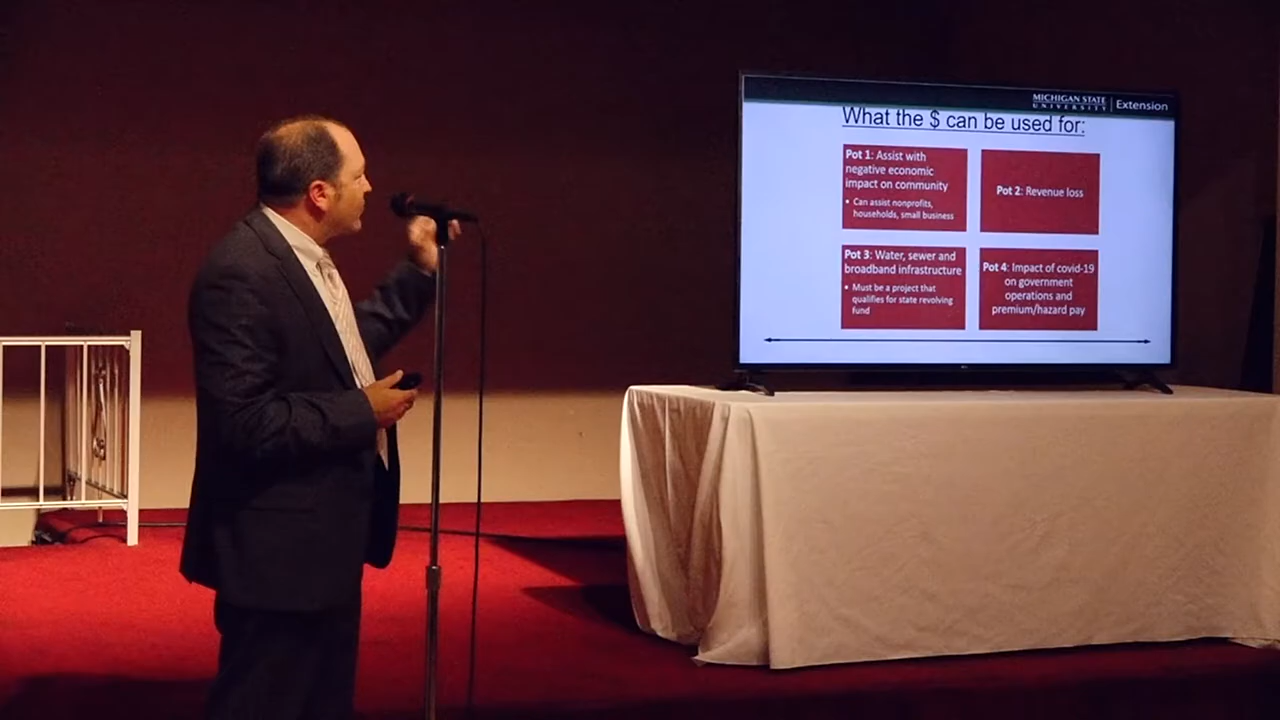 MICHIGAN STATE
UNIVERSITY
Extension
What the $ can be used for:
Pot 1: Assist with
negative economic
impact on community
• Can assist nonprofits,
households, small business
Pot 2: Revenue loss
Pot 3: Water, sewer and
broadband infrastructure
• Must be a project that
qualifies for state revolving
fund
Pot 4: Impact of covid-19
on government
operations and
premium/hazard pay